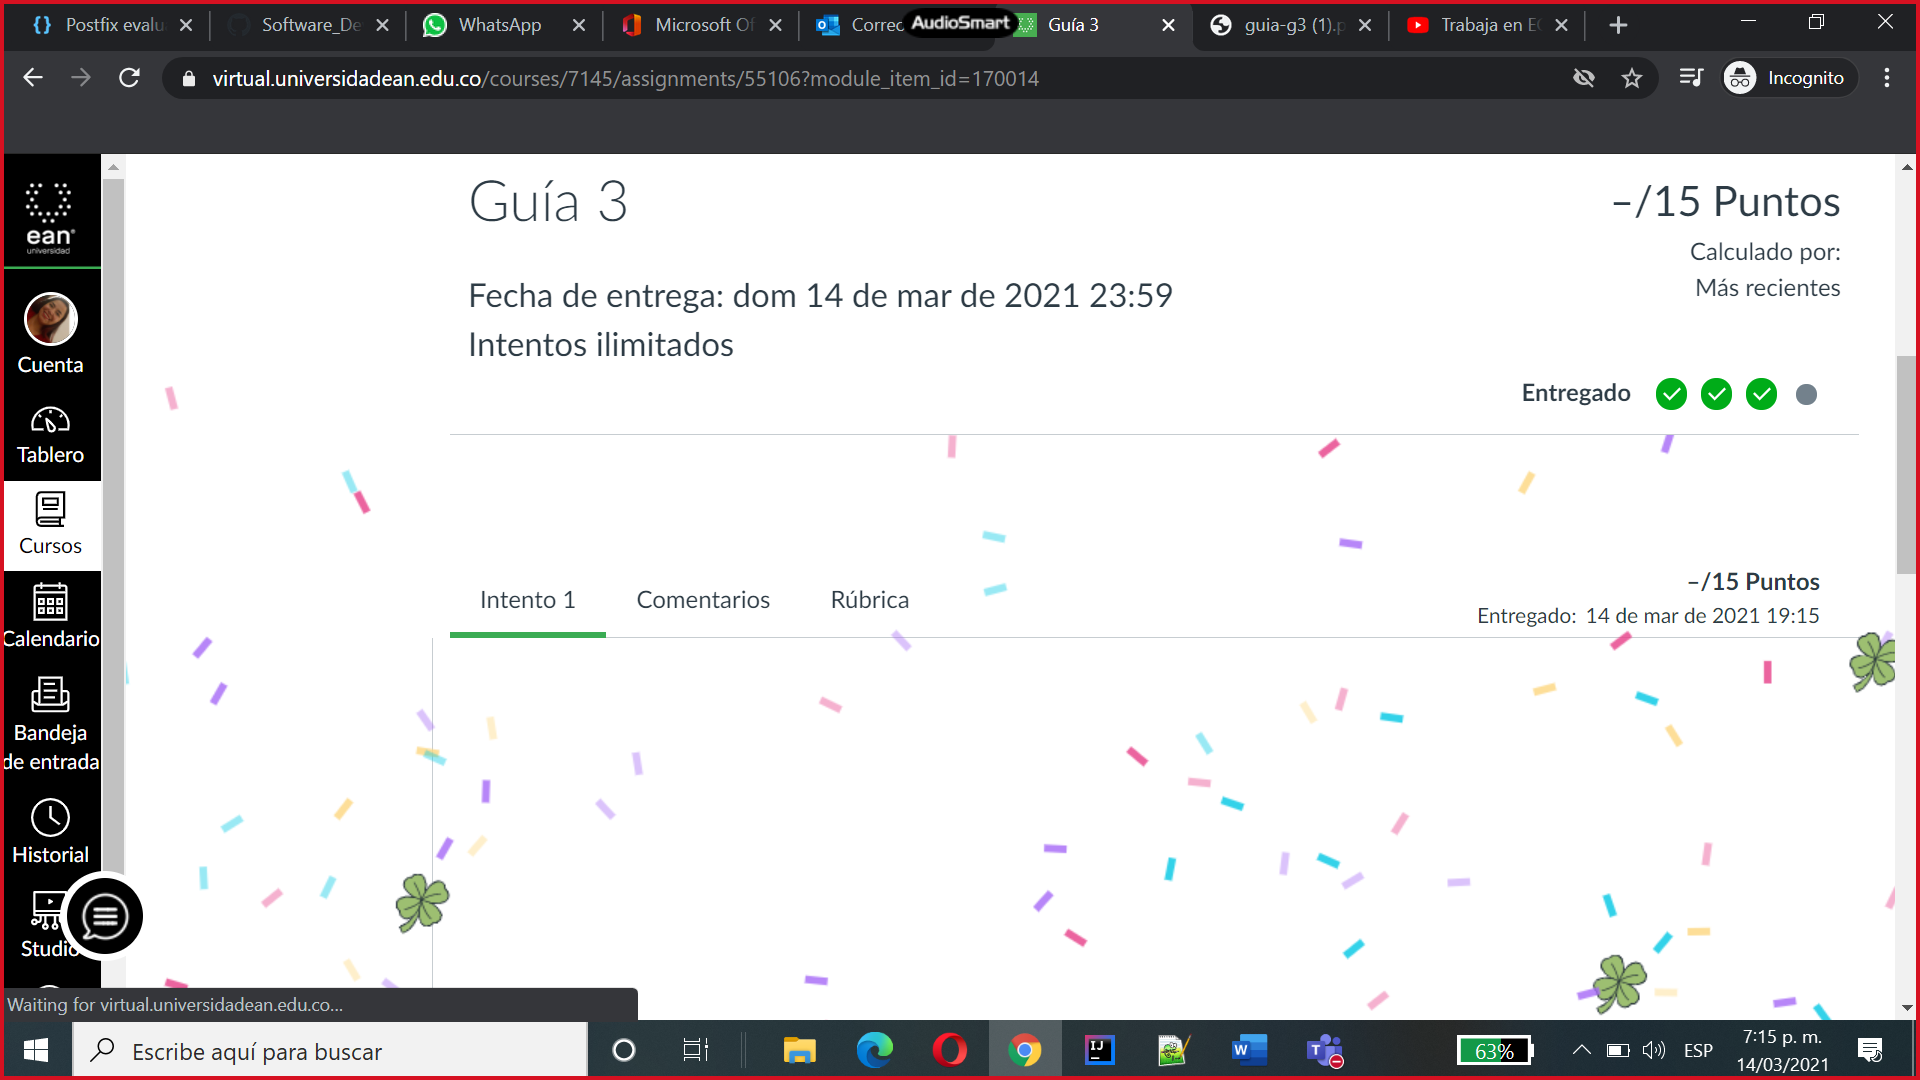 Postfix evalu
Software_De
WhatsApp
Microsoft Of
Correo
AudioSmart
Guía 3
guia-g3 (1).p
Trabaja en E
virtual.universidadean.edu.co/courses/7145/assignments/55106?module_item_id=170014
Incognito
ean
universidad
Cuenta
Tablero
Cursos
Calendario
Bandeja
de entrada
Historial
Studio
Guía 3
–/15 Puntos
Calculado por:
Más recientes
Fecha de entrega: dom 14 de mar de 2021 23:59
Intentos ilimitados
Entregado
Intento 1
Comentarios
Rúbrica
–/15 Puntos
Entregado: 14 de mar de 2021 19:15
Waiting for virtual.universidadean.edu.co...
Escribe aquí para buscar
IJ
W
T
63%
ESP
7:15 p. m.
14/03/2021